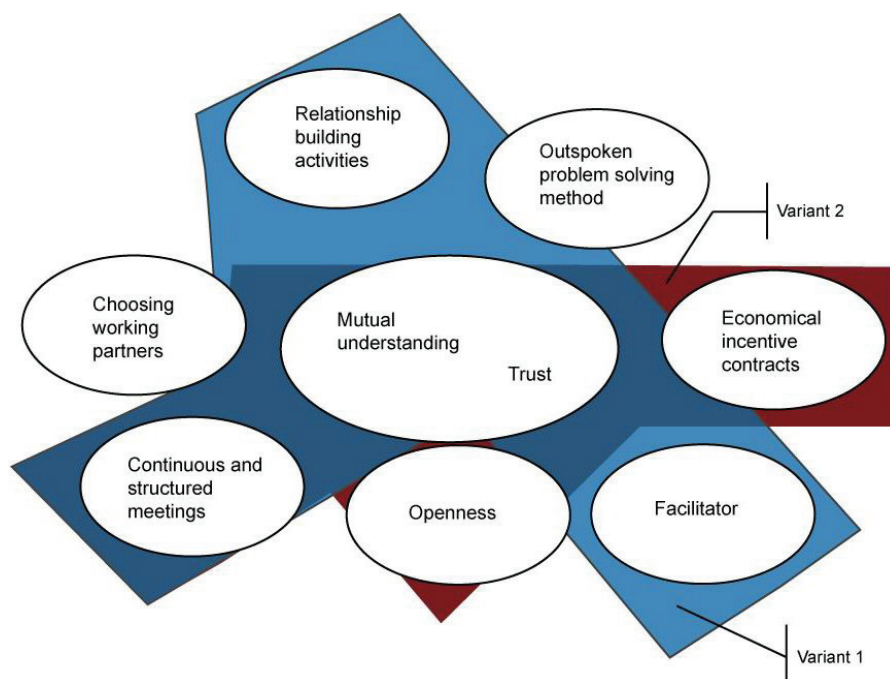 Relationship
building
activities
Outspoken
problem solving
method
Variant 2
Choosing
working
partners
Mutual
understanding
Trust
Economical
incentive
contracts
Continuous and
structured
meetings
Openness
Facilitator
Variant 1